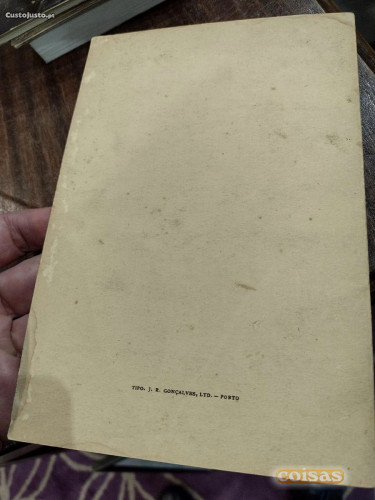 CustoJusto.pt
TIPO. J. R. GONÇALVES, LTD. — PORTO
coisas